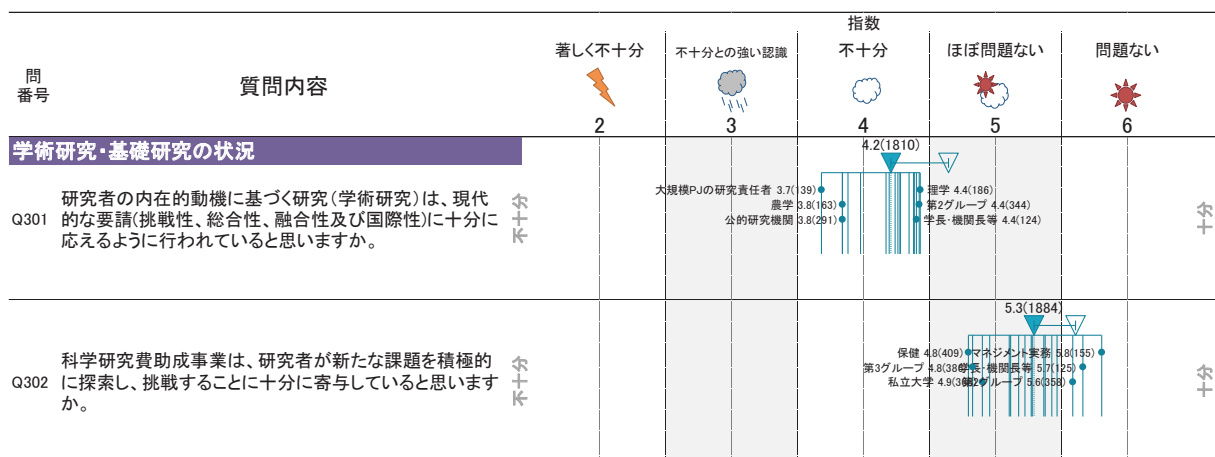 指数
著しく不十分
不十分との強い認識
不十分
ほぼ問題ない
問題ない
問
番号
質問内容
2
3
4
5
6
学術研究・基礎研究の状況
4.2(1810)
Q301
研究者の内在的動機に基づく研究(学術研究)は、現代
的な要請(挑戦性、総合性、融合性及び国際性)に十分に
応えるように行われていると思いますか。
不十分
大規模PJの研究責任者 3.7(139)
理学 4.4(186)
農学 3.8(163)
第2グループ 4.4(344)
公的研究機関 3.8(291)
学長・機関長等 4.4(124)
十分
5.3(1884)
Q302
科学研究費助成事業は、研究者が新たな課題を積極的
に探索し、挑戦することに十分に寄与していると思います
か。
不十分
保健 4.8(409)
マネジメント実務 5.8(155)
第3グループ 4.8(386)
学長・機関長等 5.7(125)
私立大学 4.9(
第2グループ 5.6(358)
十分